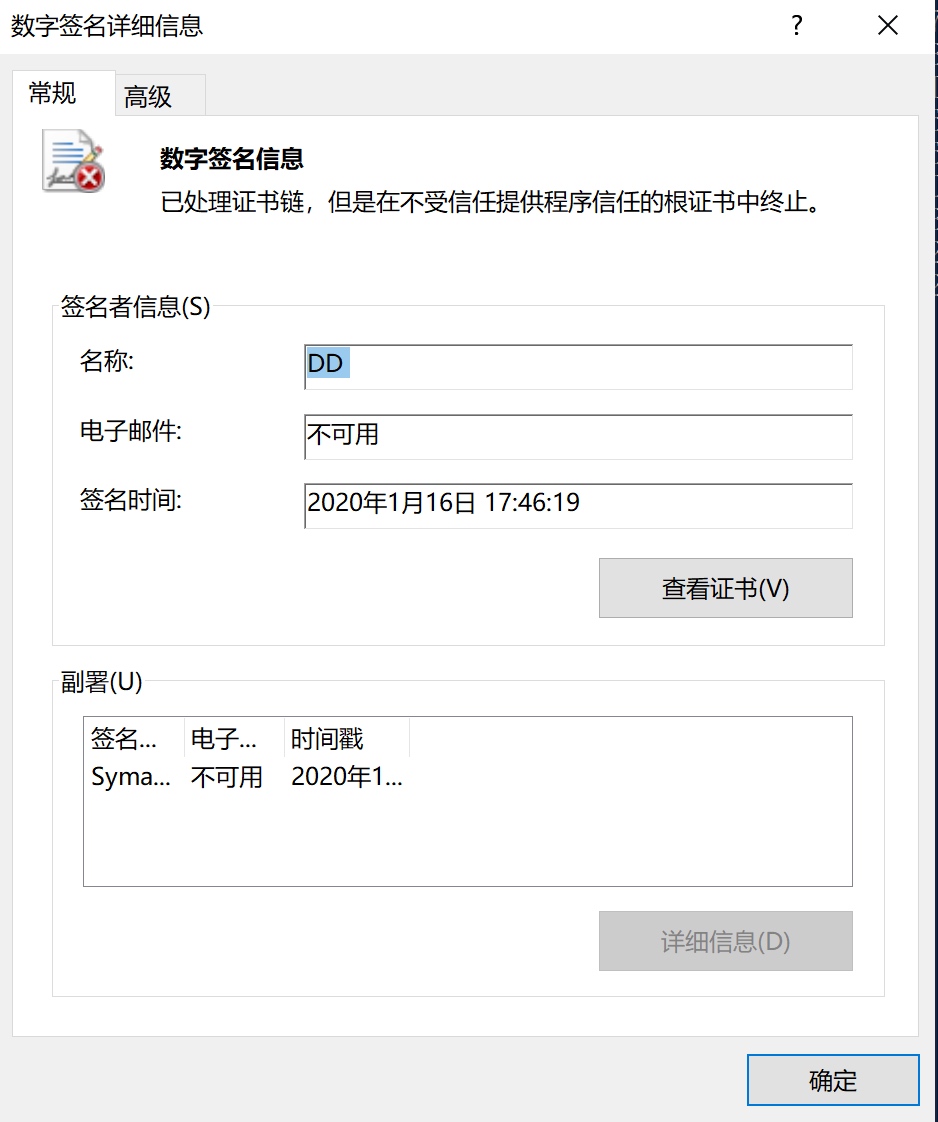 数字签名详细信息
常规
高级
数字签名信息
已处理证书链，但是在不受信任提供程序信任的根证书中终止。
签名者信息(S)
名称: DD
电子邮件: 不可用
签名时间: 2020年1月16日 17:46:19
查看证书(V)
副署(U)
签名... 电子... 时间戳
Syma... 不可用 2020年1...
详细信息(D)
确定